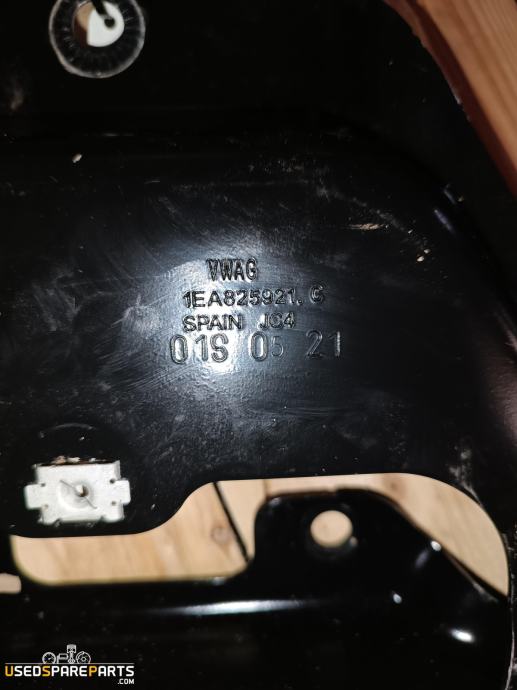 VWAG
1EA825921. G
SPAIN JC4
01S 05 21
USEDSPAREPARTS
.COM